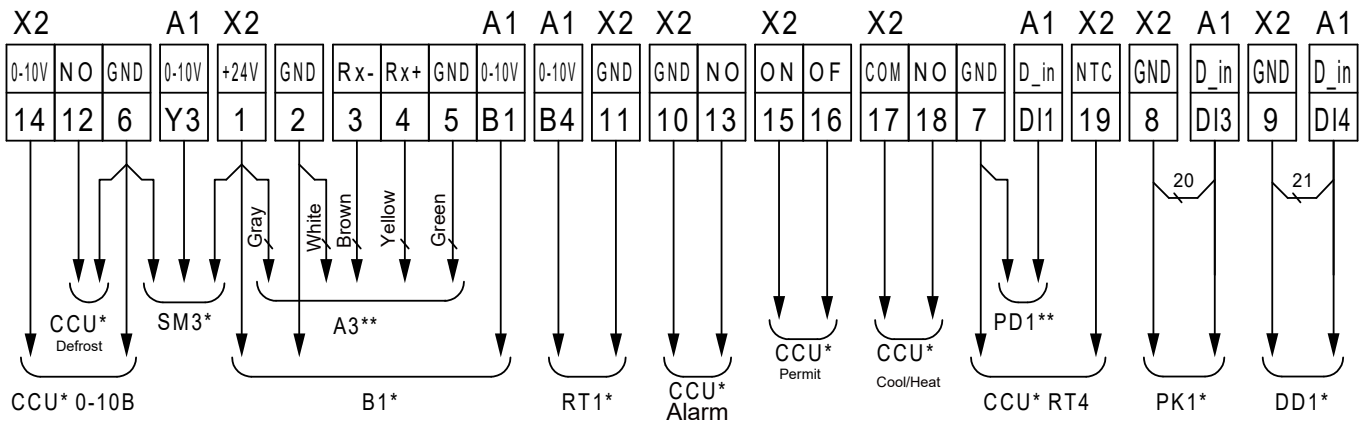 X2 A1 X2 A1 A1 X2 X2 X2 X2 A1 X2 X2 A1 X2 A1
0-10V NO GND 0-10V +24V GND Rx- Rx+ GND 0-10V 0-10V GND GND NO ON OF COM NO GND D_in NTC GND D_in GND D_in
14 12 6 Y3 1 2 3 4 5 B1 B4 11 10 13 15 16 17 18 7 DI1 19 8 DI3 9 DI4
20 21
Gray White Brown Yellow Green
CCU* SM3* A3** PD1**
Defrost
CCU* CCU*
Permit Cool/Heat
CCU* 0-10B B1* RT1* CCU* CCU* RT4 PK1* DD1*
Alarm